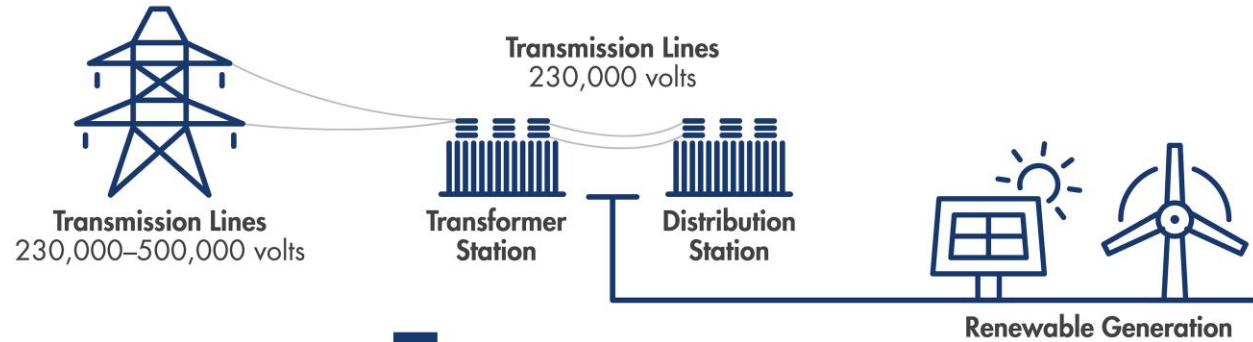 Transmission Lines
230,000 volts
Transmission Lines
230,000–500,000 volts
Transformer
Station
Distribution
Station
Renewable Generation